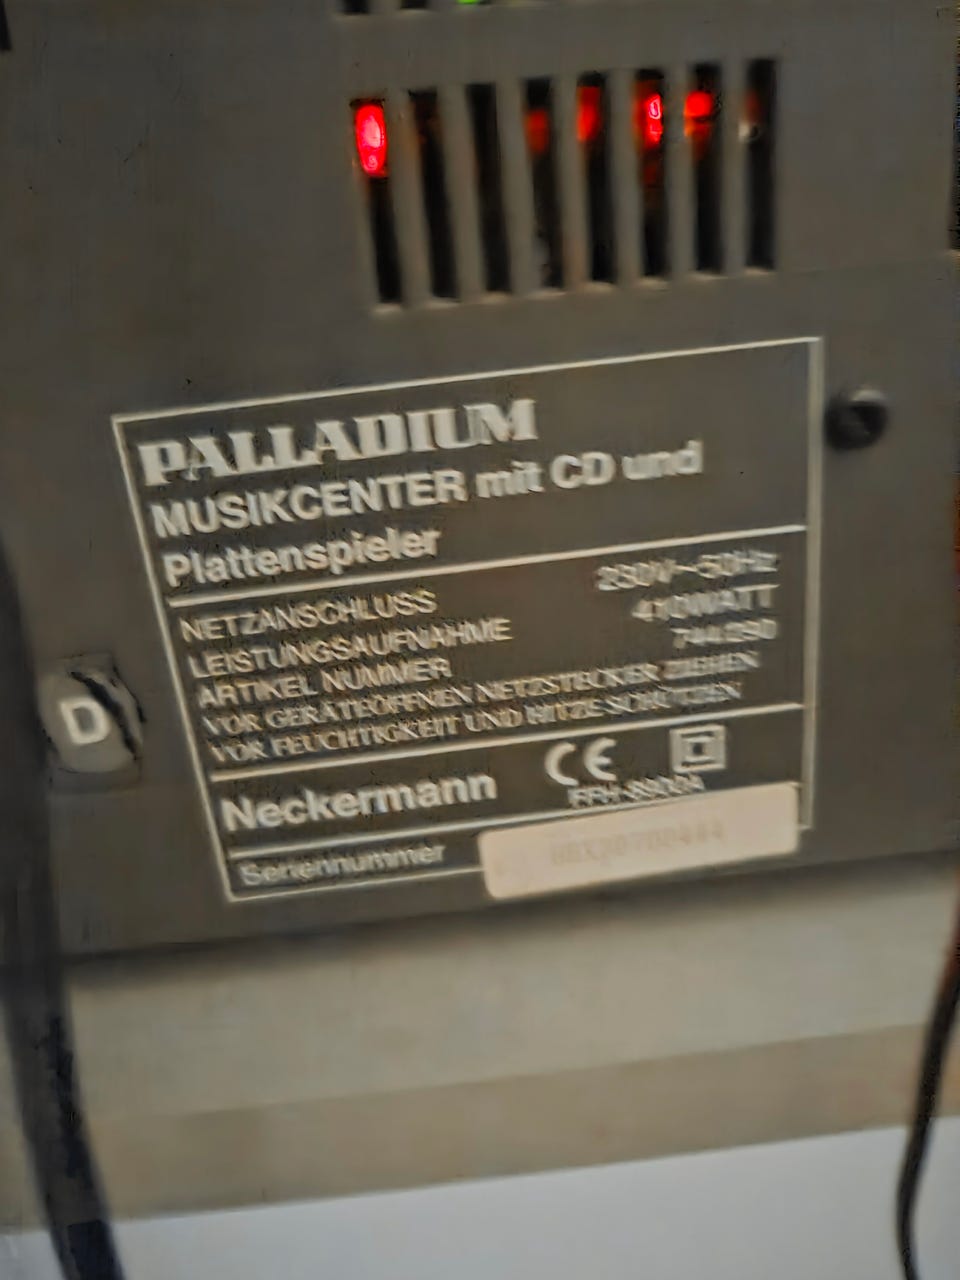 PALLADIUM
MUSIKCENTER mit CD und
Plattenspieler
NETZANSCHLUSS 230V~50Hz
LEISTUNGSAUFNAHME 410WATT
ARTIKEL NUMMER
VOR GERÄTEÖFFNEN NETZSTECKER ZIEHEN
VOR FEUCHTIGKEIT UND HITZE SCHÜTZEN
D
Neckermann CE
Seriennummer